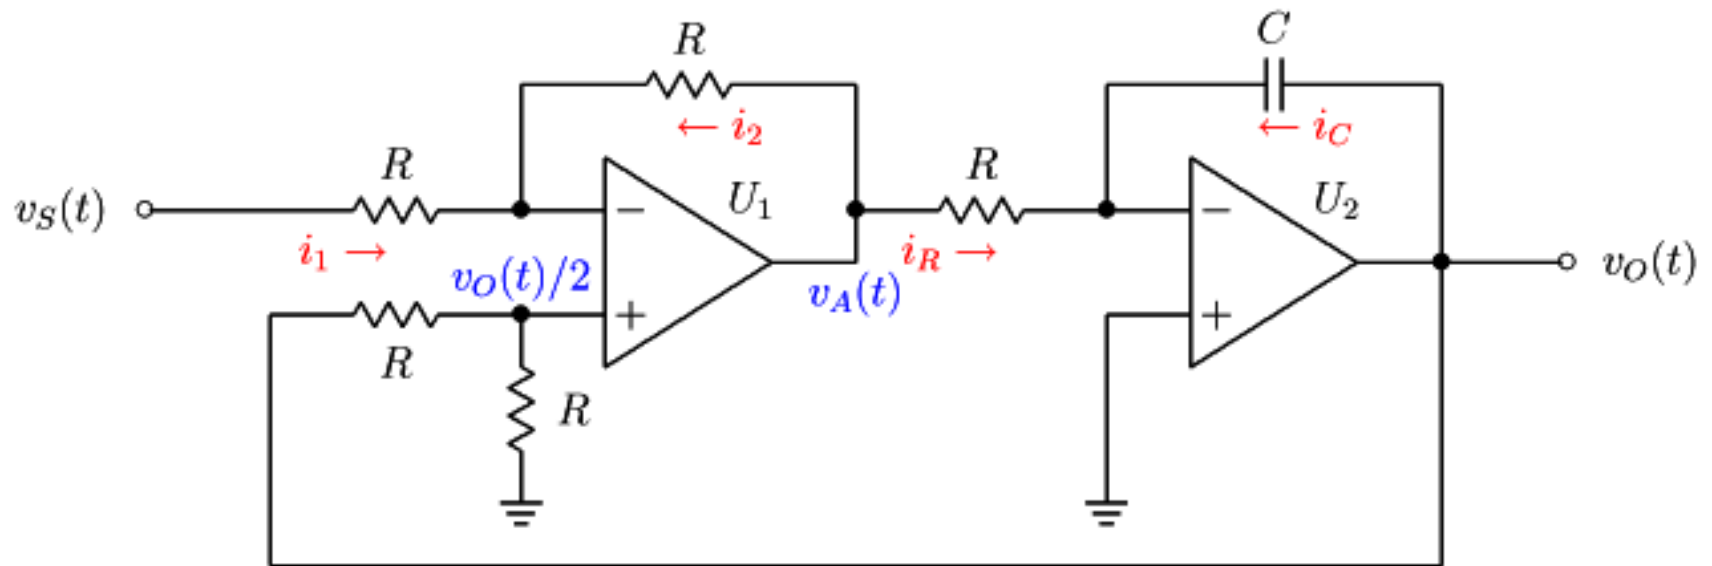 C
R
← i₂
← i_C
R
R
v_S(t)
−
U₁
−
U₂
i₁ →
i_R →
v_O(t)/2
v_A(t)
v_O(t)
+
+
R
R